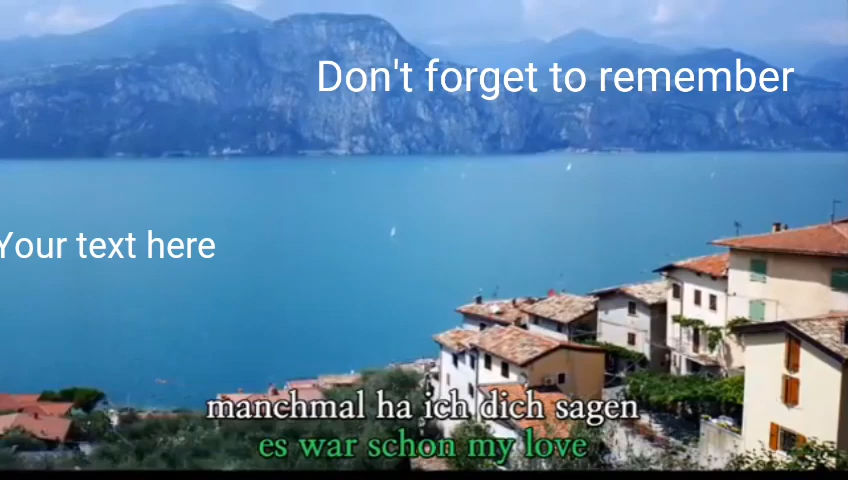 Don't forget to remember
Your text here
manchmal ha ich dich sagen
es war schon my love